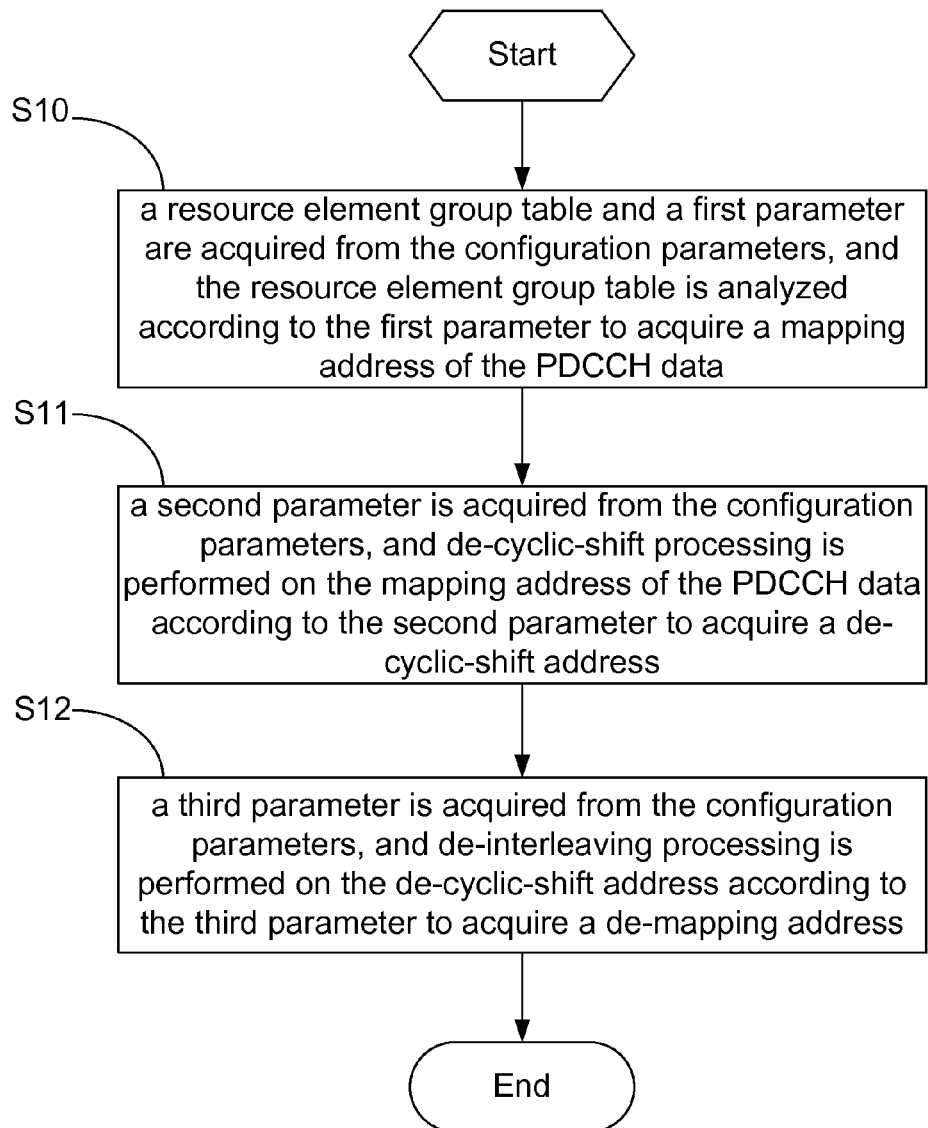 Start
S10
a resource element group table and a first parameter
are acquired from the configuration parameters, and
the resource element group table is analyzed
according to the first parameter to acquire a mapping
address of the PDCCH data
S11
a second parameter is acquired from the configuration
parameters, and de-cyclic-shift processing is
performed on the mapping address of the PDCCH data
according to the second parameter to acquire a de-
cyclic-shift address
S12
a third parameter is acquired from the configuration
parameters, and de-interleaving processing is
performed on the de-cyclic-shift address according to
the third parameter to acquire a de-mapping address
End